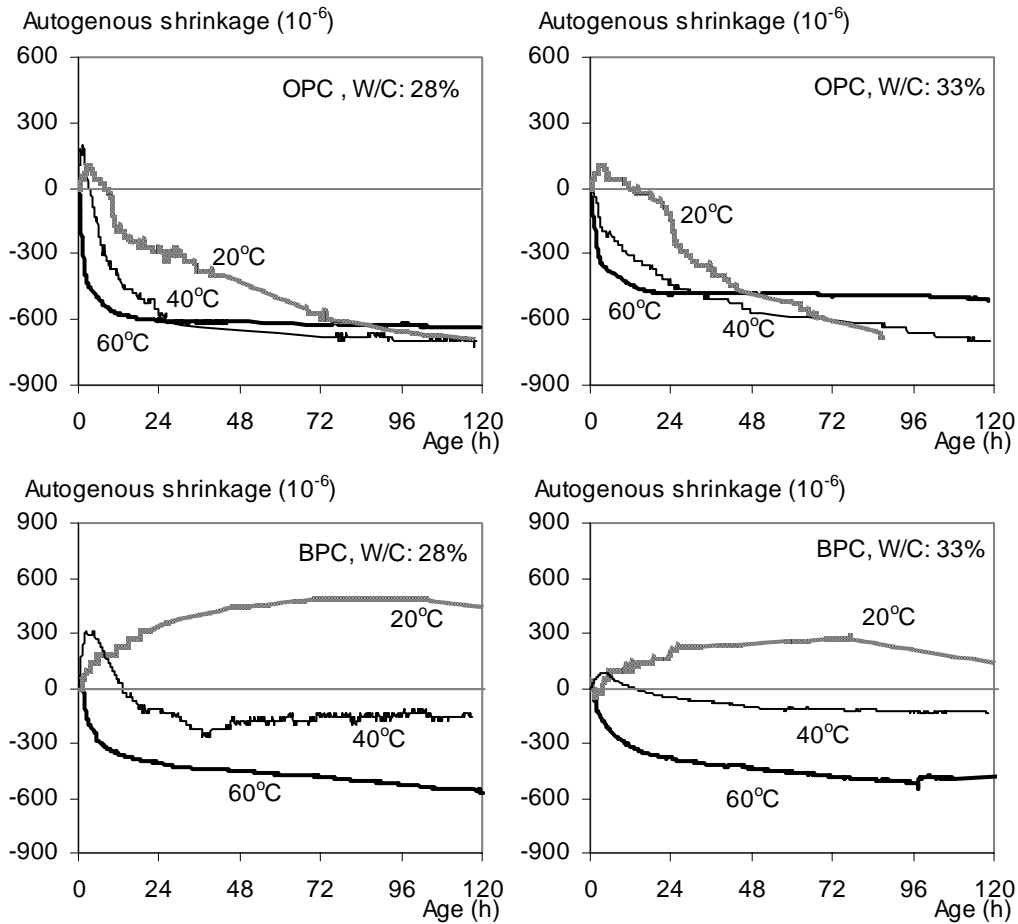 Autogenous shrinkage (10⁻⁶)
600
300
0
-300
-600
-900
OPC , W/C: 28%
20°C
40°C
60°C
0 24 48 72 96 120
Age (h)
Autogenous shrinkage (10⁻⁶)
600
300
0
-300
-600
-900
OPC, W/C: 33%
20°C
60°C
40°C
0 24 48 72 96 120
Age (h)
Autogenous shrinkage (10⁻⁶)
900
600
300
0
-300
-600
-900
BPC, W/C: 28%
20°C
40°C
60°C
0 24 48 72 96 120
Age (h)
Autogenous shrinkage (10⁻⁶)
900
600
300
0
-300
-600
-900
BPC, W/C: 33%
20°C
40°C
60°C
0 24 48 72 96 120
Age (h)